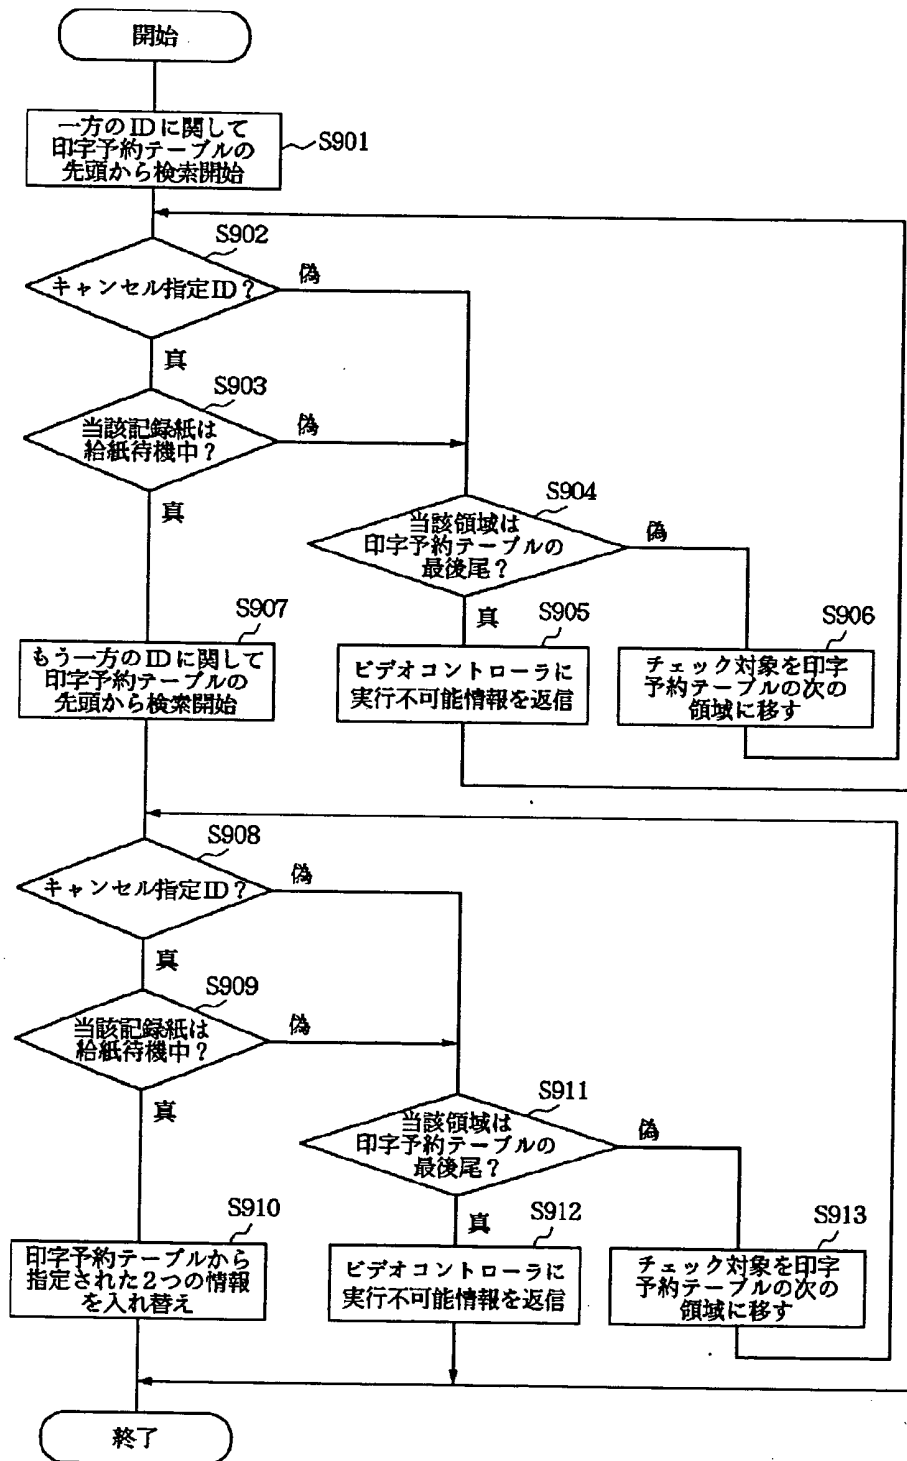 開始
一方のIDに関して
印字予約テーブルの
先頭から検索開始
S901
S902
キャンセル指定ID?
偽
真
S903
当該記録紙は
給紙待機中?
偽
真
S904
当該領域は
印字予約テーブルの
最後尾?
偽
真
S905
ビデオコントローラに
実行不可能情報を返信
S906
チェック対象を印字
予約テーブルの次の
領域に移す
S907
もう一方のIDに関して
印字予約テーブルの
先頭から検索開始
S908
キャンセル指定ID?
偽
真
S909
当該記録紙は
給紙待機中?
偽
真
S911
当該領域は
印字予約テーブルの
最後尾?
偽
真
S910
印字予約テーブルから
指定された2つの情報
を入れ替え
S912
ビデオコントローラに
実行不可能情報を返信
S913
チェック対象を印字
予約テーブルの次の
領域に移す
終了